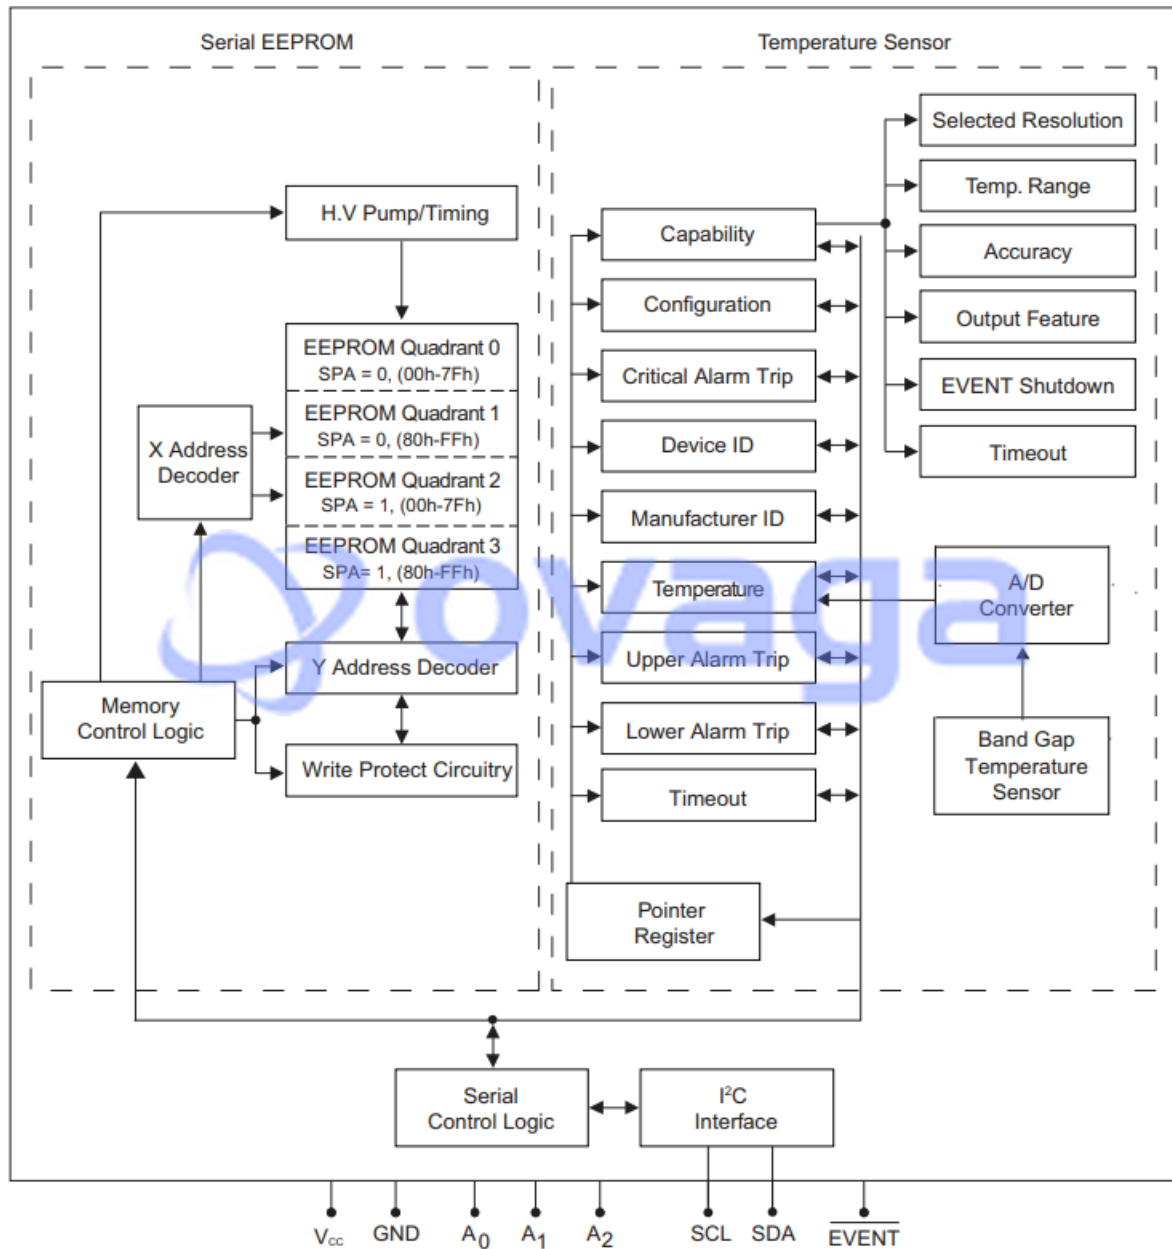 Serial EEPROM
Temperature Sensor
H.V Pump/Timing
EEPROM Quadrant 0
SPA = 0, (00h-7Fh)
EEPROM Quadrant 1
SPA = 0, (80h-FFh)
EEPROM Quadrant 2
SPA = 1, (00h-7Fh)
EEPROM Quadrant 3
SPA= 1, (80h-FFh)
X Address
Decoder
Y Address Decoder
Memory
Control Logic
Write Protect Circuitry
Capability
Configuration
Critical Alarm Trip
Device ID
Manufacturer ID
Temperature
Upper Alarm Trip
Lower Alarm Trip
Timeout
Pointer
Register
Selected Resolution
Temp. Range
Accuracy
Output Feature
EVENT Shutdown
Timeout
A/D
Converter
Band Gap
Temperature
Sensor
ovaga
Serial
Control Logic
I²C
Interface
Vcc GND A0 A1 A2 SCL SDA EVENT